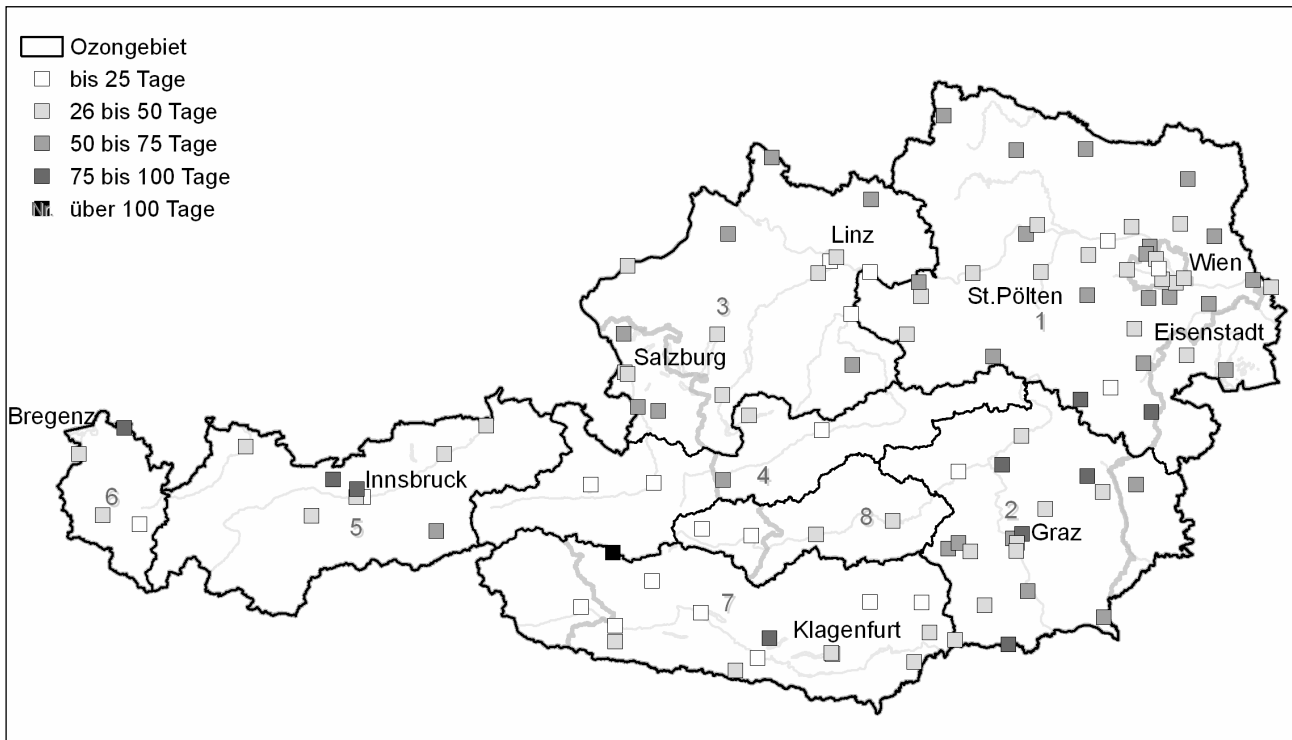 Ozongebiet
bis 25 Tage
26 bis 50 Tage
50 bis 75 Tage
75 bis 100 Tage
Nr. über 100 Tage
Linz
Wien
3
St.Pölten
1
Eisenstadt
Salzburg
Bregenz
Innsbruck
4
6
5
8
2
Graz
7
Klagenfurt